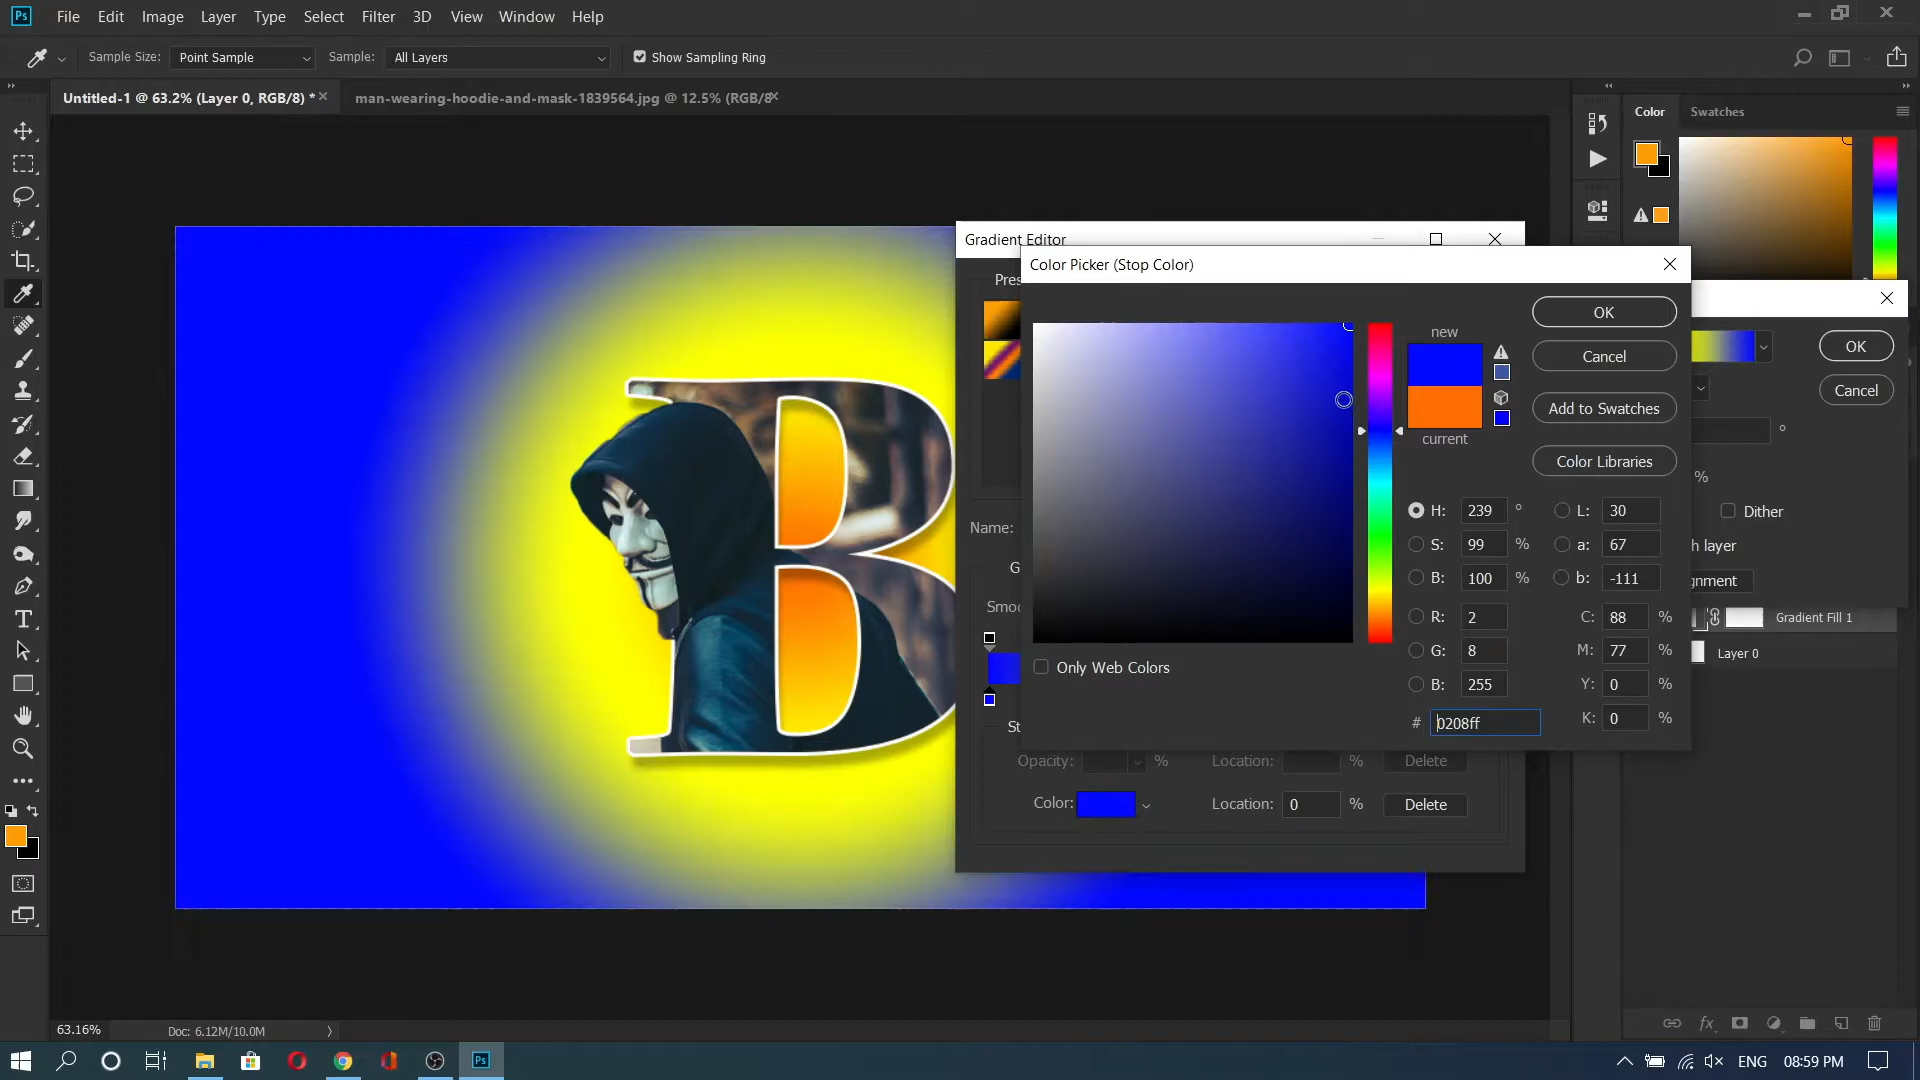 Ps File Edit Image Layer Type Select Filter 3D View Window Help
Sample Size: Point Sample Sample: All Layers Show Sampling Ring
Untitled-1 @ 63.2% (Layer 0, RGB/8) *
man-wearing-hoodie-and-mask-1839564.jpg @ 12.5% (RGB/8
Color Swatches
Gradient Editor
Color Picker (Stop Color)
Pres
OK
new
Cancel
OK
Cancel
Add to Swatches
current
Color Libraries
%
H: 239 ° L: 30
Dither
Name:
S: 99 % a: 67
h layer
G
B: 100 % b: -111
gnment
Smoo
R: 2 C: 88 %
Gradient Fill 1
G: 8 M: 77 %
Layer 0
Only Web Colors
B: 255 Y: 0 %
# 0208ff K: 0 %
St
Opacity: % Location: % Delete
Color: Location: 0 % Delete
B
63.16% Doc: 6.12M/10.0M
fx
Ps ENG 08:59 PM